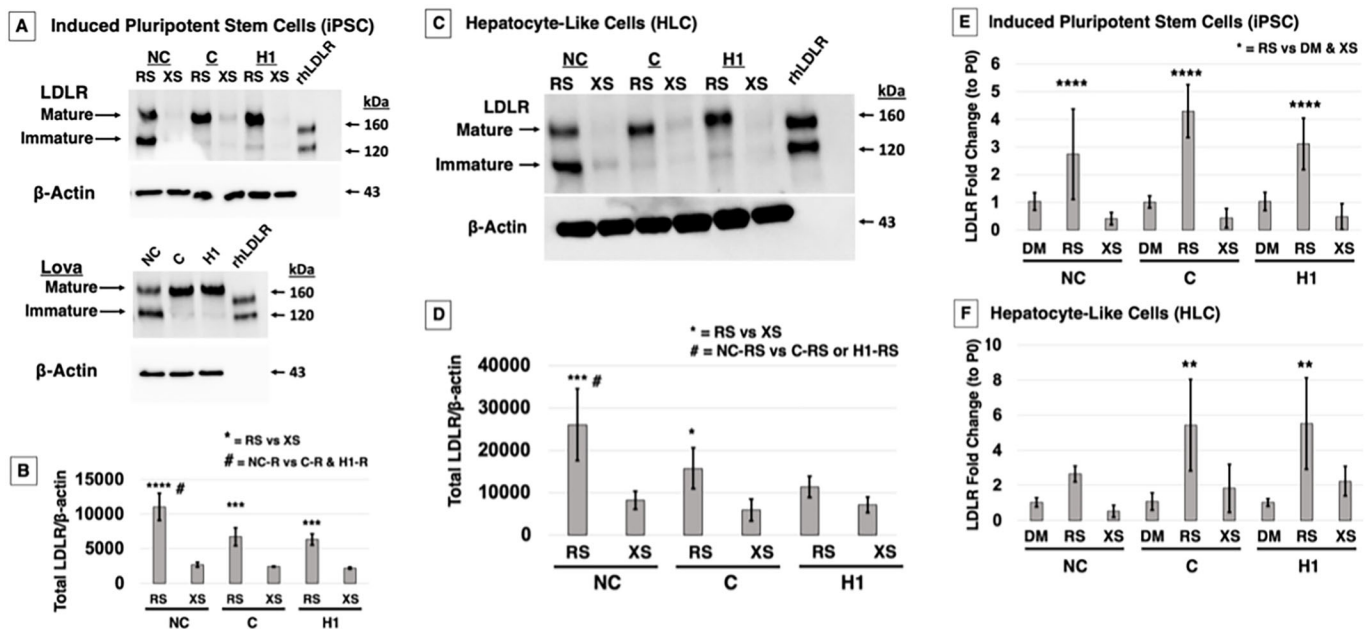 A Induced Pluripotent Stem Cells (iPSC)
NC C H1 rhLDLR
RS XS RS XS RS XS
LDLR kDa
Mature 160
Immature 120
β-Actin 43
NC C H1 rhLDLR
Lova kDa
Mature 160
Immature 120
β-Actin 43
B
* = RS vs XS
# = NC-R vs C-R & H1-R
Total LDLR/β-actin
15000
10000
5000
0
**** #
***
***
RS XS RS XS RS XS
NC C H1
C Hepatocyte-Like Cells (HLC)
NC C H1 rhLDLR
RS XS RS XS RS XS
LDLR kDa
160
Mature
120
Immature
β-Actin 43
D
* = RS vs XS
# = NC-RS vs C-RS or H1-RS
Total LDLR/β-actin
40000
30000
20000
10000
0
*** #
*
RS XS RS XS RS XS
NC C H1
E Induced Pluripotent Stem Cells (iPSC)
* = RS vs DM & XS
LDLR Fold Change (to P0)
6
5
4
3
2
1
0
**** **** ****
DM RS XS DM RS XS DM RS XS
NC C H1
F Hepatocyte-Like Cells (HLC)
LDLR Fold Change (to P0)
10
8
6
4
2
0
** **
DM RS XS DM RS XS DM RS XS
NC C H1